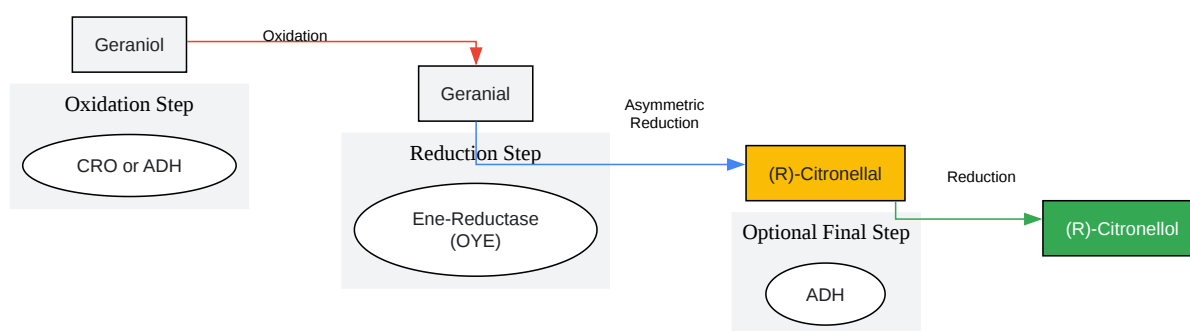 Geraniol
Oxidation
Oxidation Step
CRO or ADH
Geranial
Reduction Step
Ene-Reductase
(OYE)
Asymmetric
Reduction
(R)-Citronellal
Optional Final Step
ADH
Reduction
(R)-Citronellol